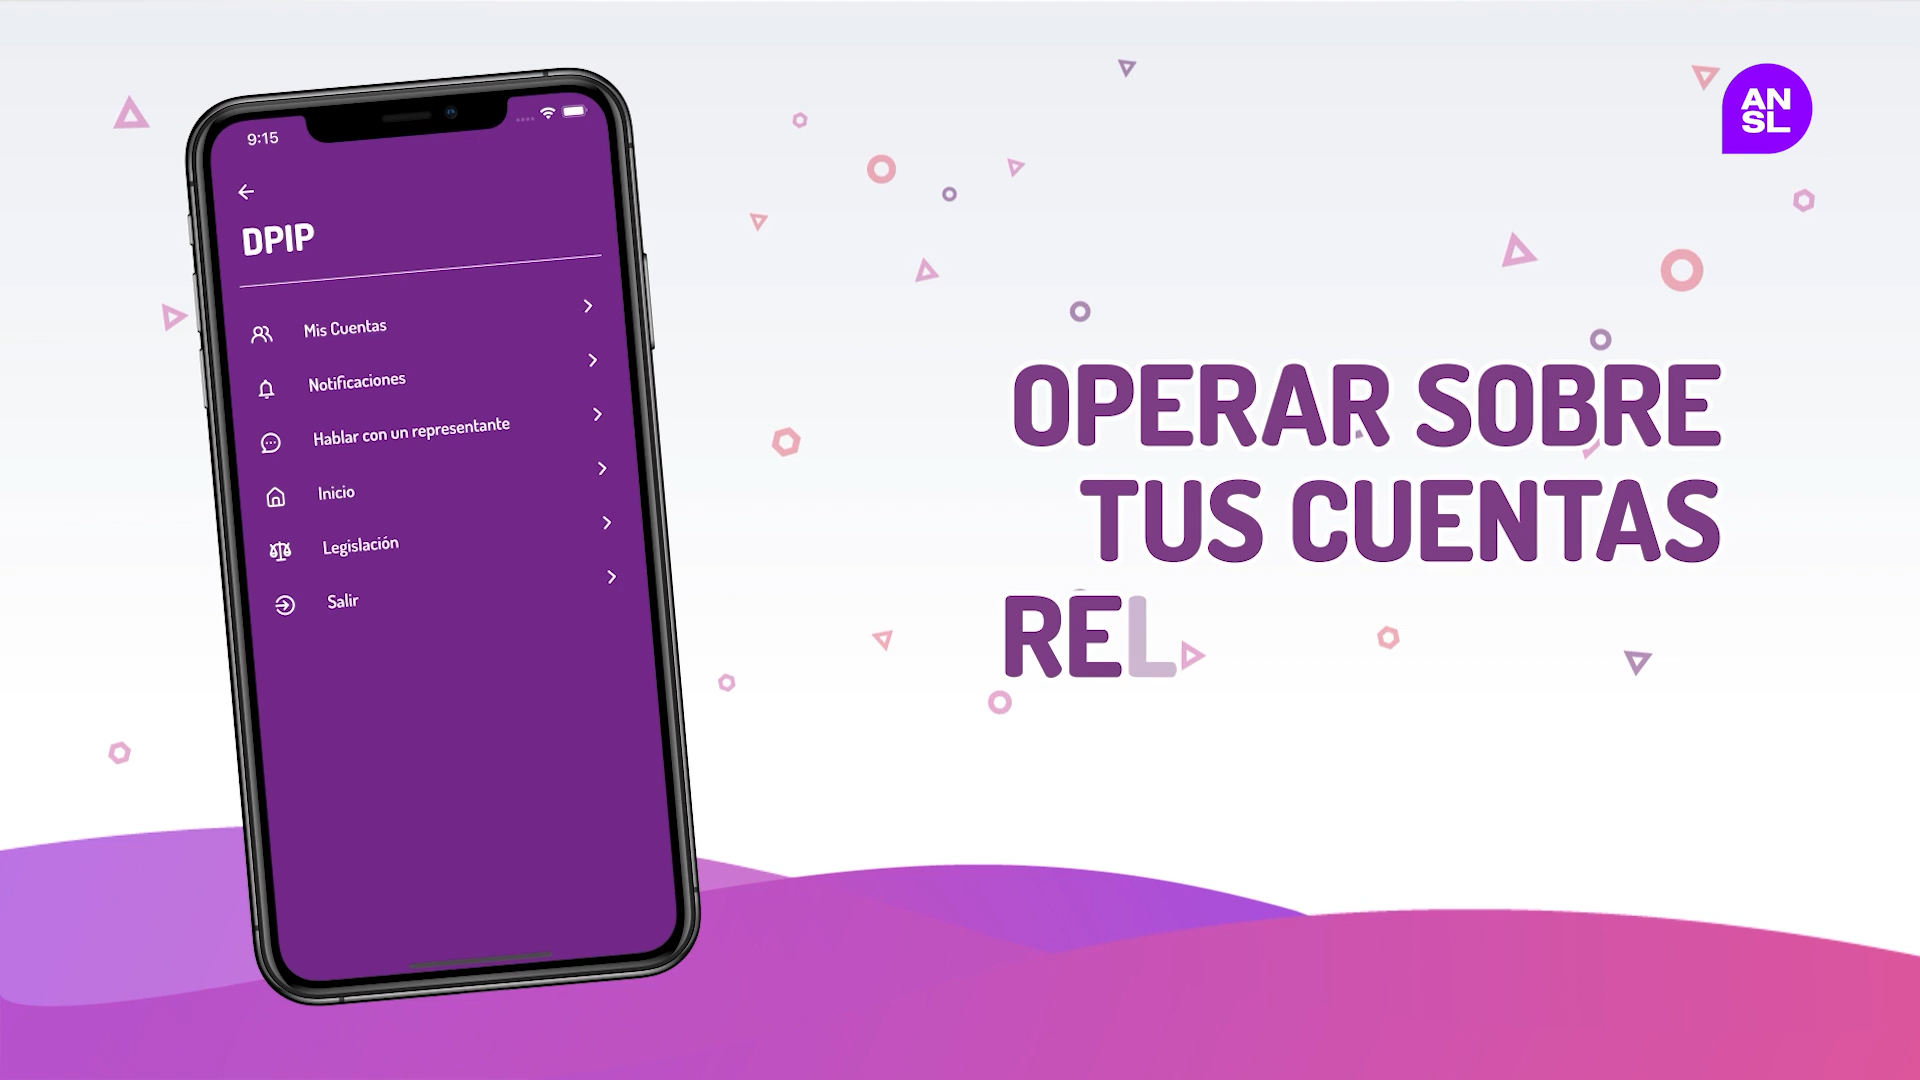 9:15
DPIP
Mis Cuentas
Notificaciones
Hablar con un representante
Inicio
Legislación
Salir
OPERAR SOBRE
TUS CUENTAS
REL
AN
SL